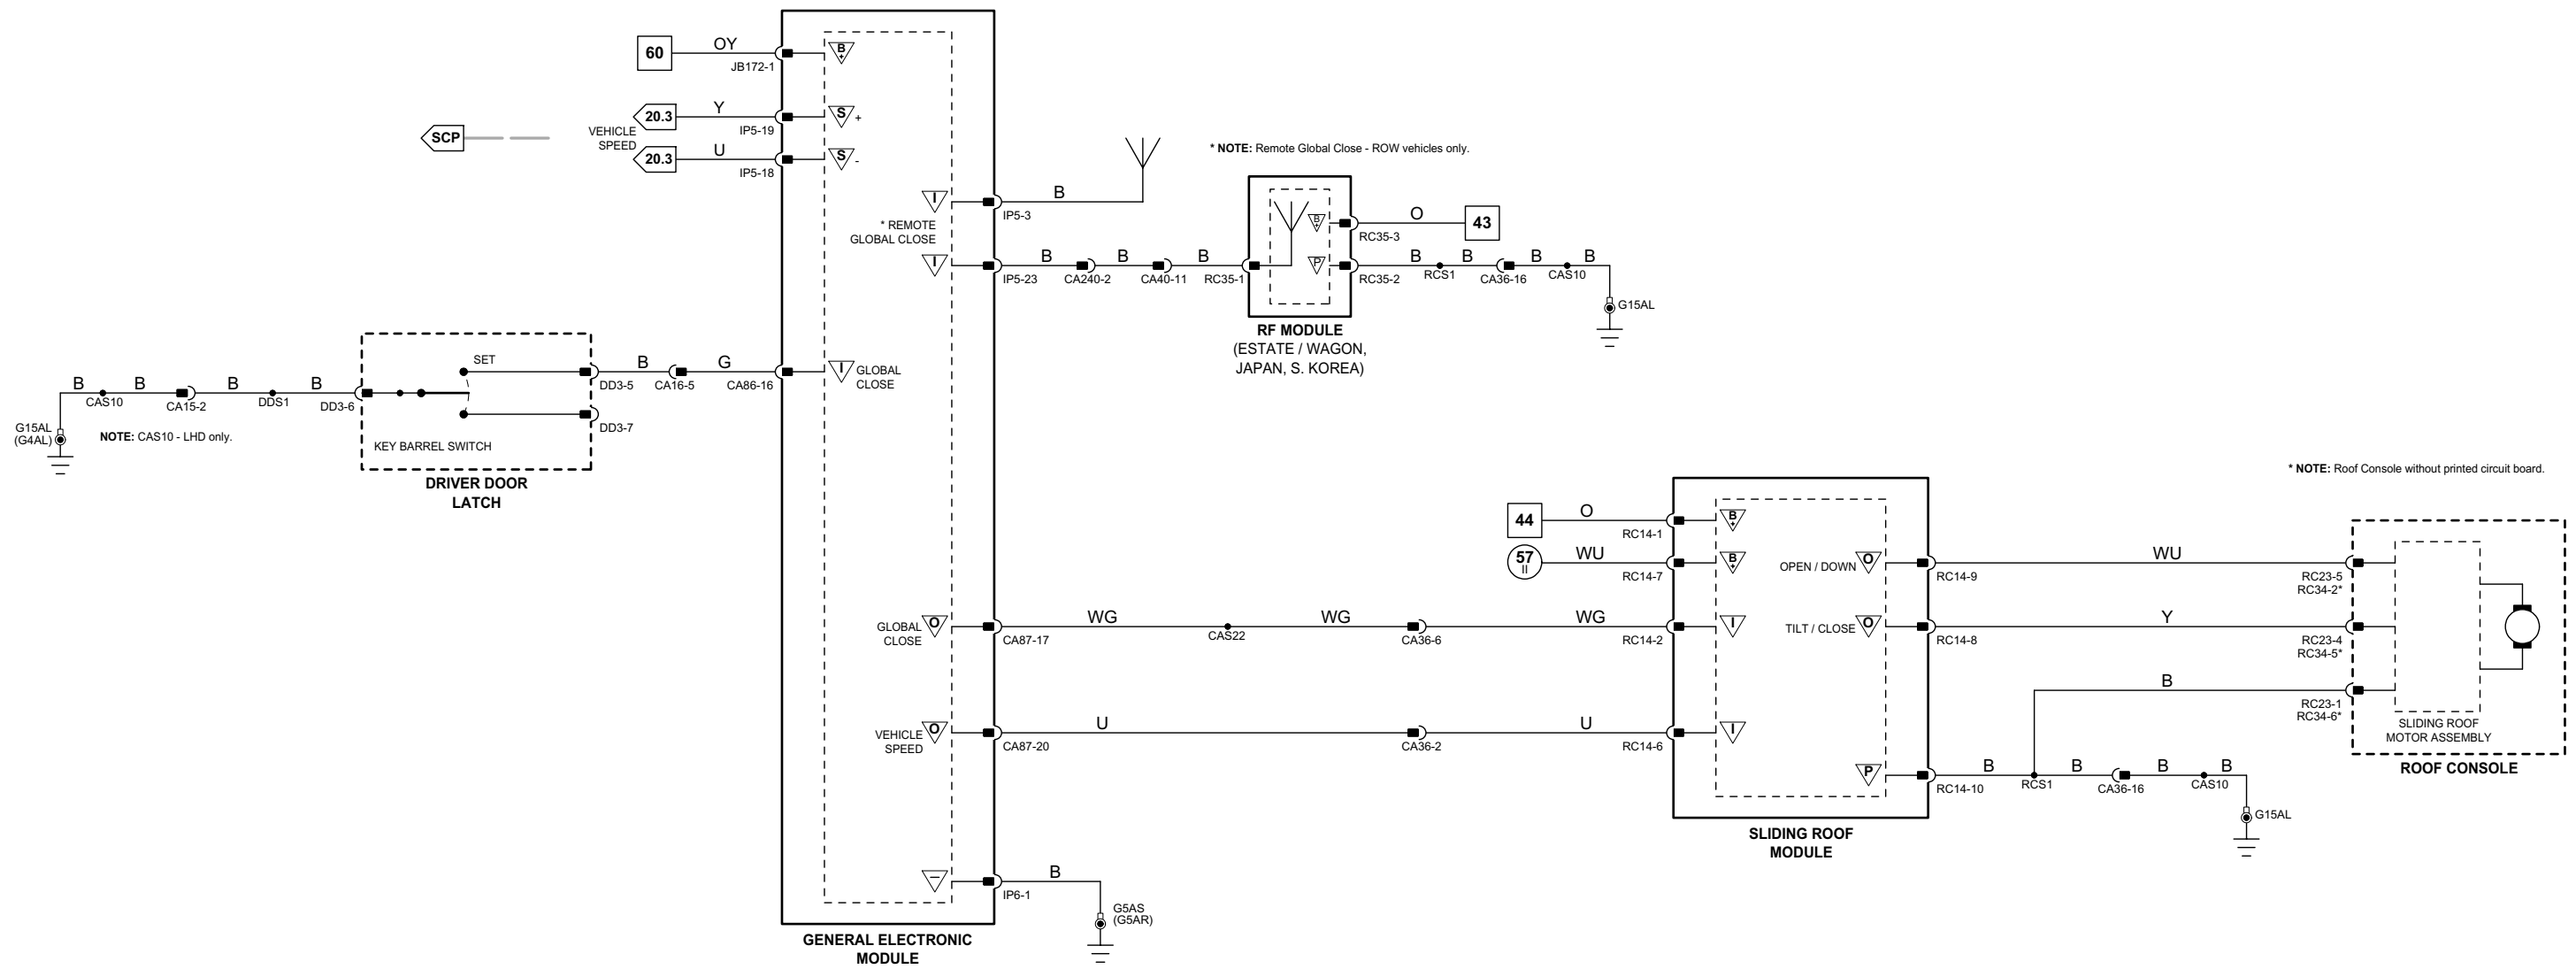 60
OY
JB172-1
B
+
20.3
Y
IP5-19
S
+
VEHICLE
SPEED
SCP
20.3
U
IP5-18
S
-
I
B
IP5-3
* REMOTE
GLOBAL CLOSE
I
IP5-23
B
CA240-2
B
CA40-11
B
RC35-1
* NOTE: Remote Global Close - ROW vehicles only.
B
+
O
43
RC35-3
P
RC35-2
B
RCS1
B
CA36-16
B
CAS10
B
G15AL
RF MODULE
(ESTATE / WAGON,
JAPAN, S. KOREA)
B
CAS10
B
CA15-2
B
DDS1
B
DD3-6
G15AL
(G4AL)
NOTE: CAS10 - LHD only.
SET
KEY BARREL SWITCH
DD3-5
B
CA16-5
G
CA86-16
DD3-7
DRIVER DOOR
LATCH
I
GLOBAL
CLOSE
GLOBAL
CLOSE
O
CA87-17
WG
CAS22
WG
CA36-6
WG
RC14-2
I
VEHICLE
SPEED
O
CA87-20
U
CA36-2
U
RC14-6
I
IP6-1
B
G5AS
(G5AR)
GENERAL ELECTRONIC
MODULE
44
O
RC14-1
B
+
57
II
WU
RC14-7
B
+
OPEN / DOWN
O
RC14-9
WU
RC23-5
RC34-2*
TILT / CLOSE
O
RC14-8
Y
RC23-4
RC34-5*
B
RC23-1
RC34-6*
P
RC14-10
B
RCS1
B
CA36-16
B
CAS10
B
G15AL
SLIDING ROOF
MODULE
* NOTE: Roof Console without printed circuit board.
SLIDING ROOF
MOTOR ASSEMBLY
ROOF CONSOLE